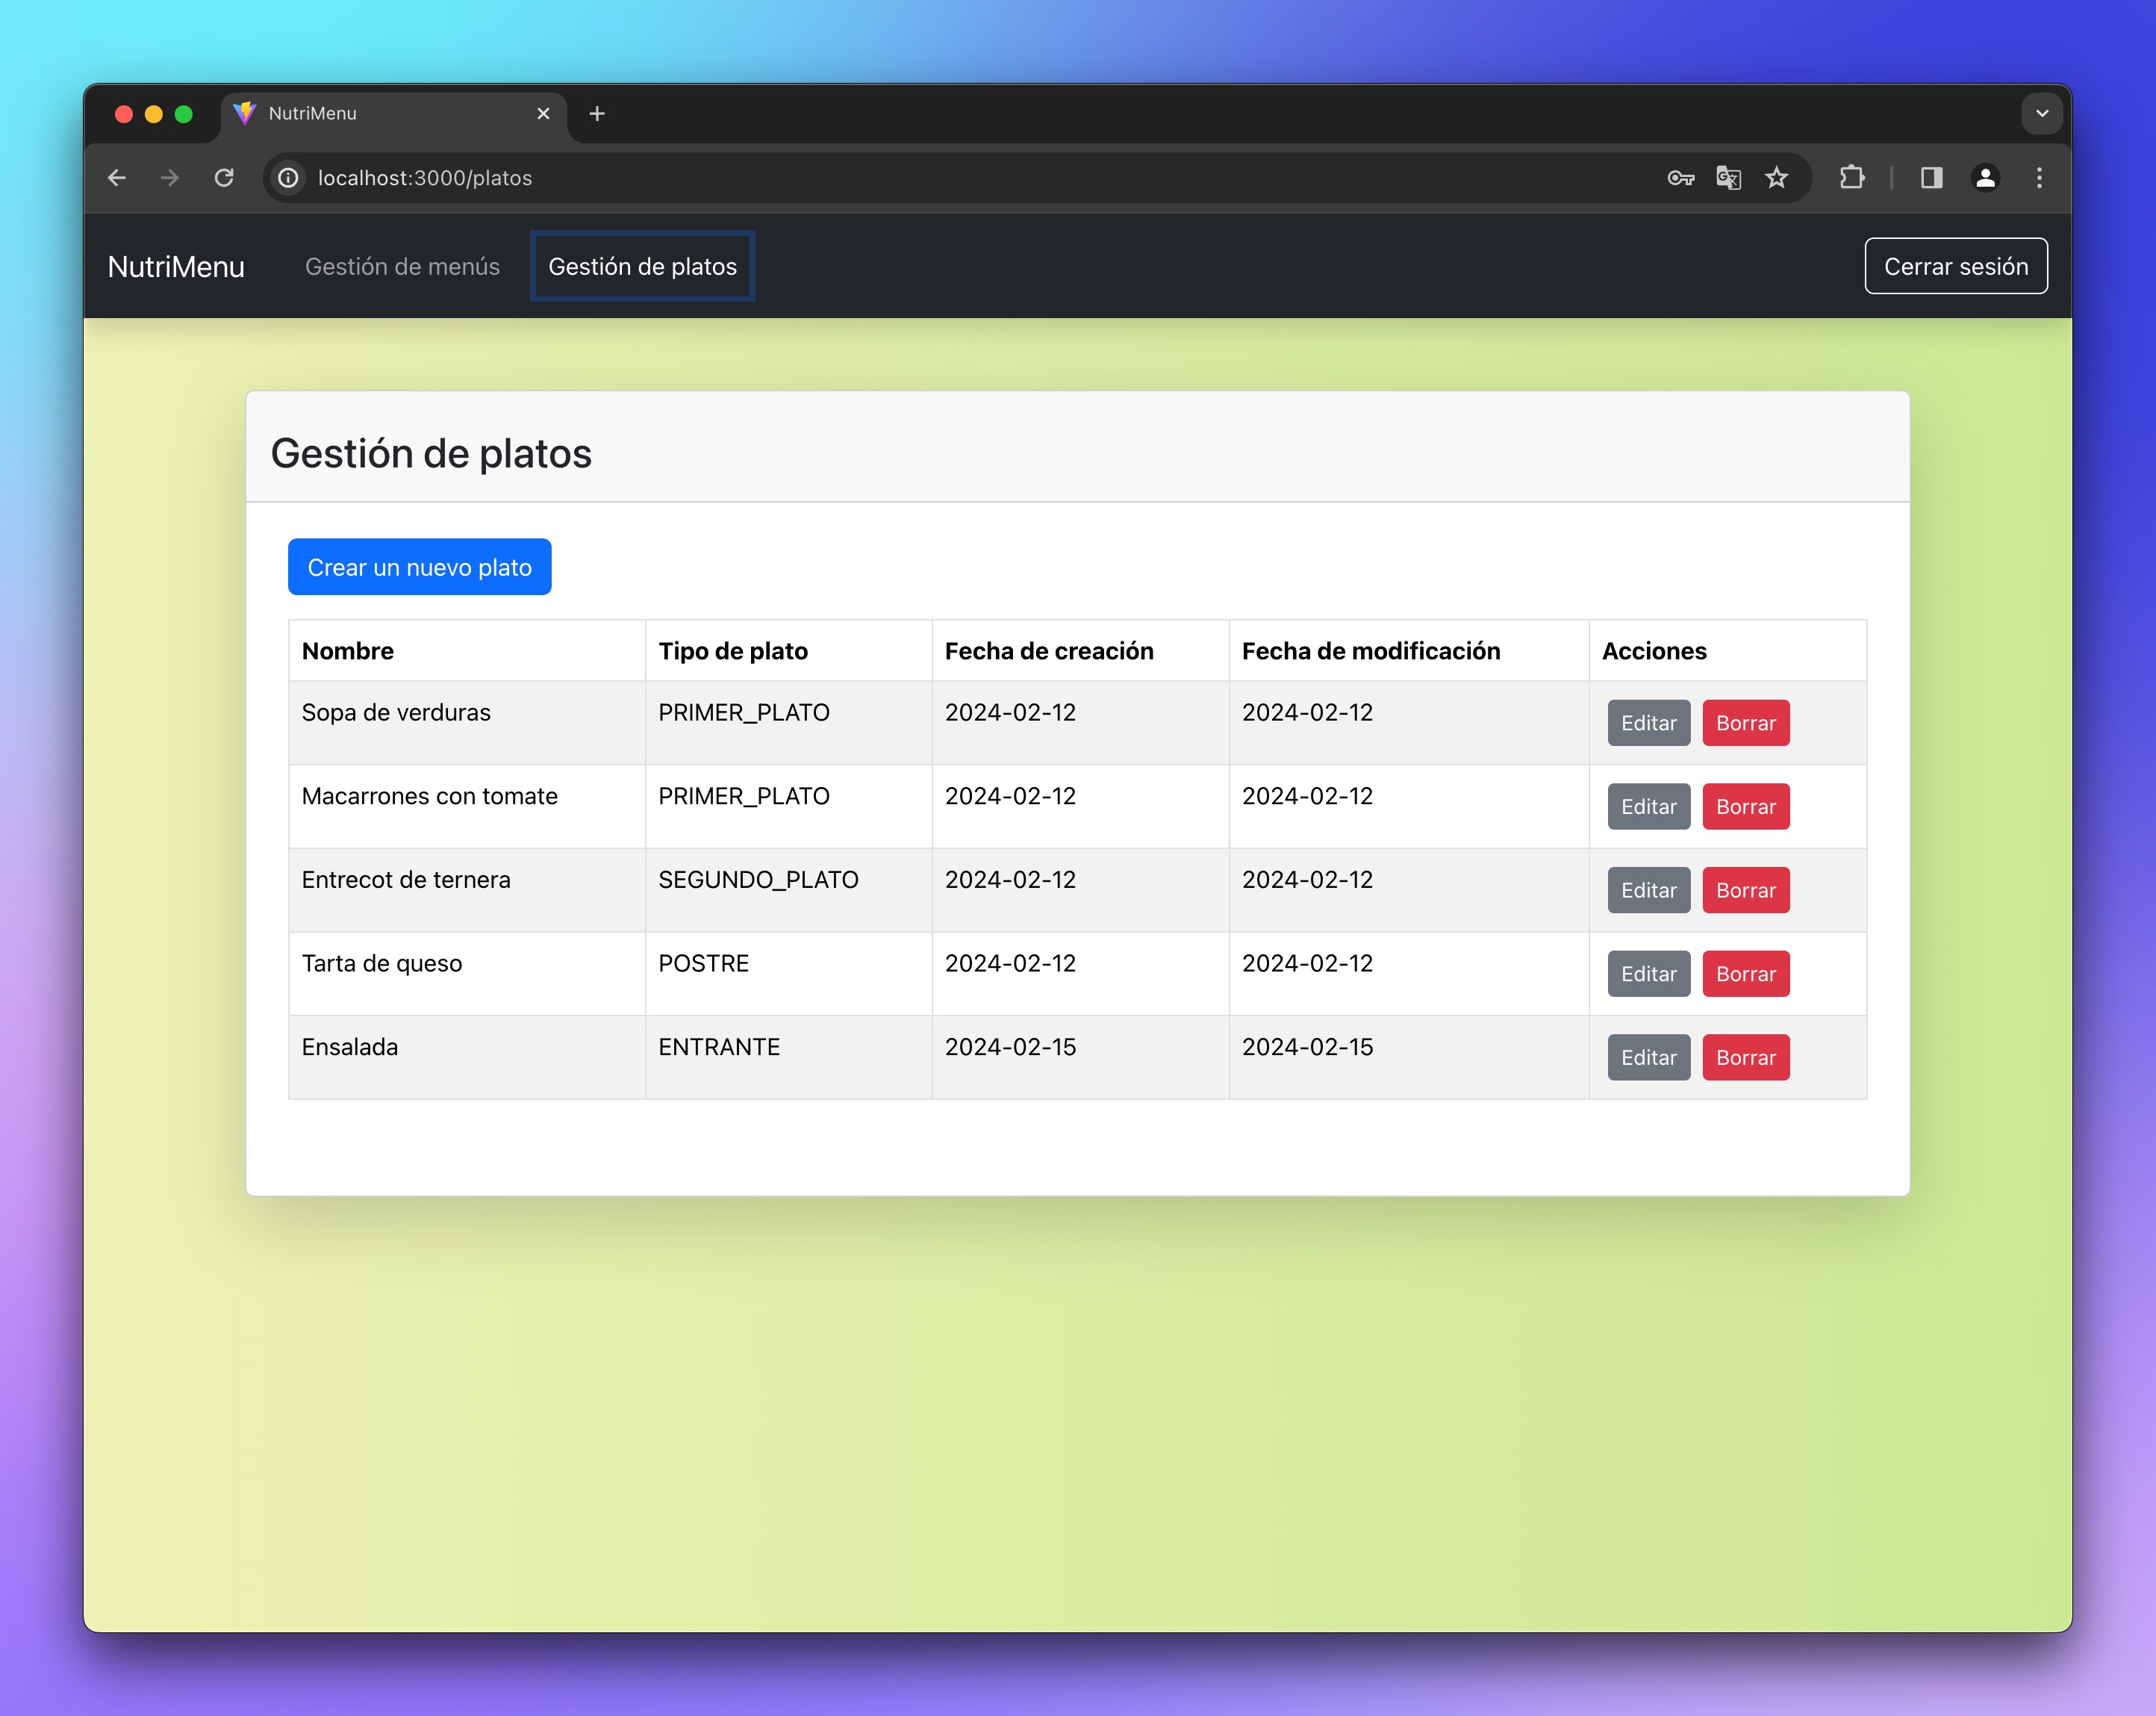 NutriMenu
localhost:3000/platos
NutriMenu Gestión de menús Gestión de platos Cerrar sesión
Gestión de platos
Crear un nuevo plato
Nombre Tipo de plato Fecha de creación Fecha de modificación Acciones
Sopa de verduras PRIMER_PLATO 2024-02-12 2024-02-12 Editar Borrar
Macarrones con tomate PRIMER_PLATO 2024-02-12 2024-02-12 Editar Borrar
Entrecot de ternera SEGUNDO_PLATO 2024-02-12 2024-02-12 Editar Borrar
Tarta de queso POSTRE 2024-02-12 2024-02-12 Editar Borrar
Ensalada ENTRANTE 2024-02-15 2024-02-15 Editar Borrar